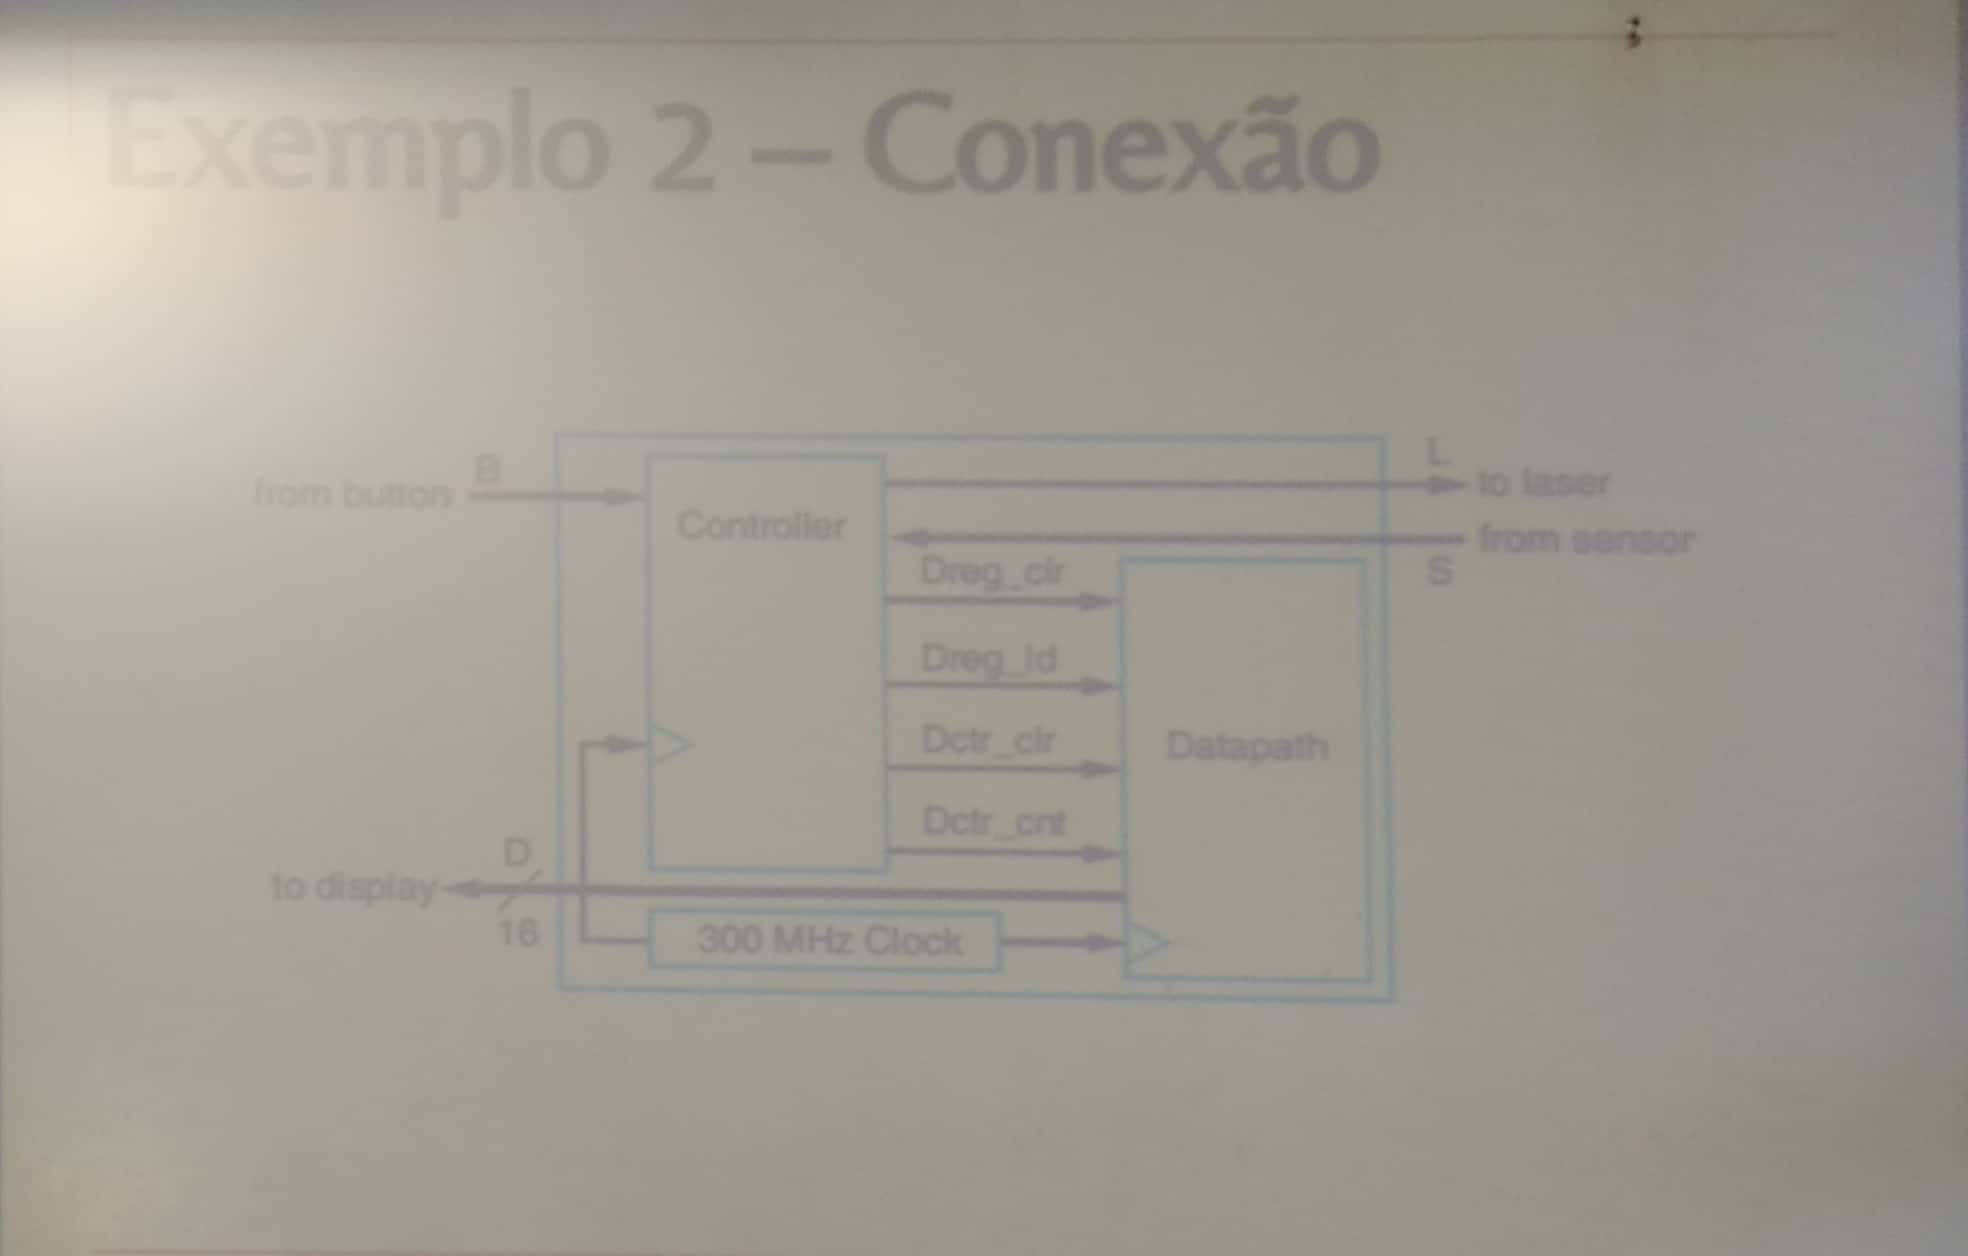 Exemplo 2 – Conexão
B
L
from button
to laser
Controller
from sensor
S
Dreg_clr
Dreg_ld
Dctr_clr
Datapath
Dctr_cnt
D
to display
16
300 MHz Clock